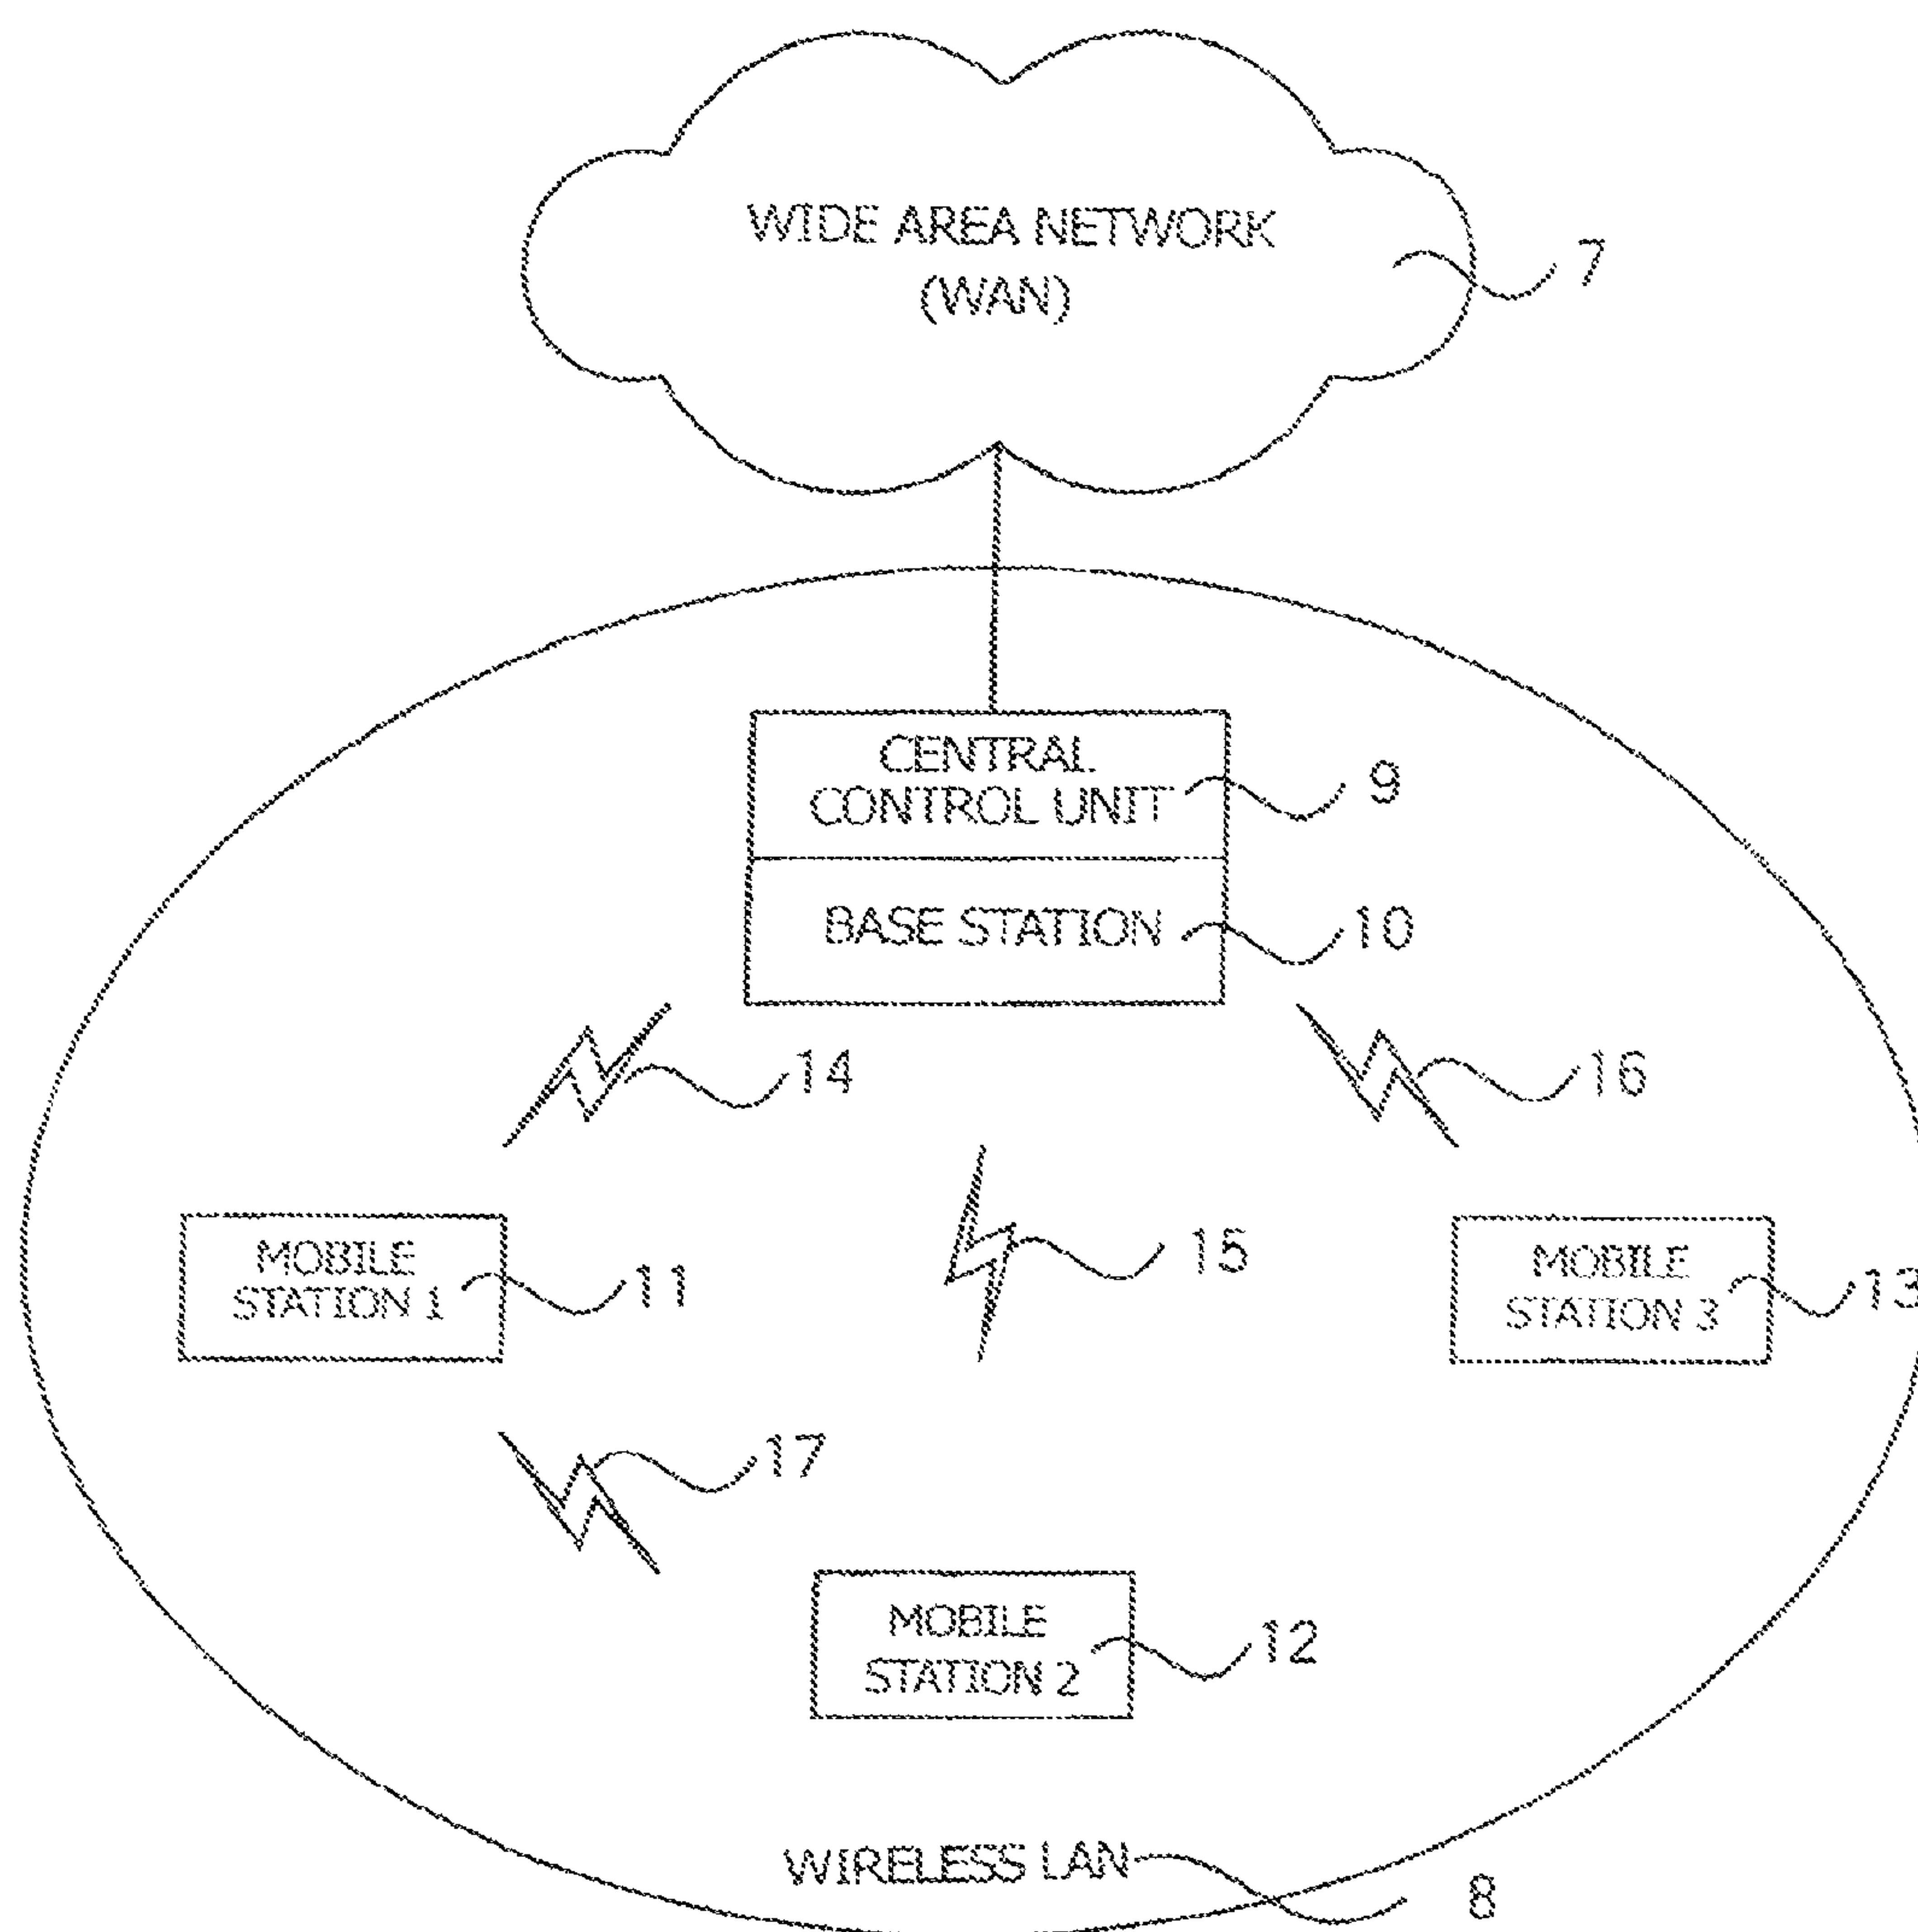 WIDE AREA NETWORK
(WAN)
7
CENTRAL
CONTROL UNIT
9
BASE STATION
10
14
16
15
MOBILE
STATION 1
11
MOBILE
STATION 3
13
17
MOBILE
STATION 2
12
WIRELESS LAN
8